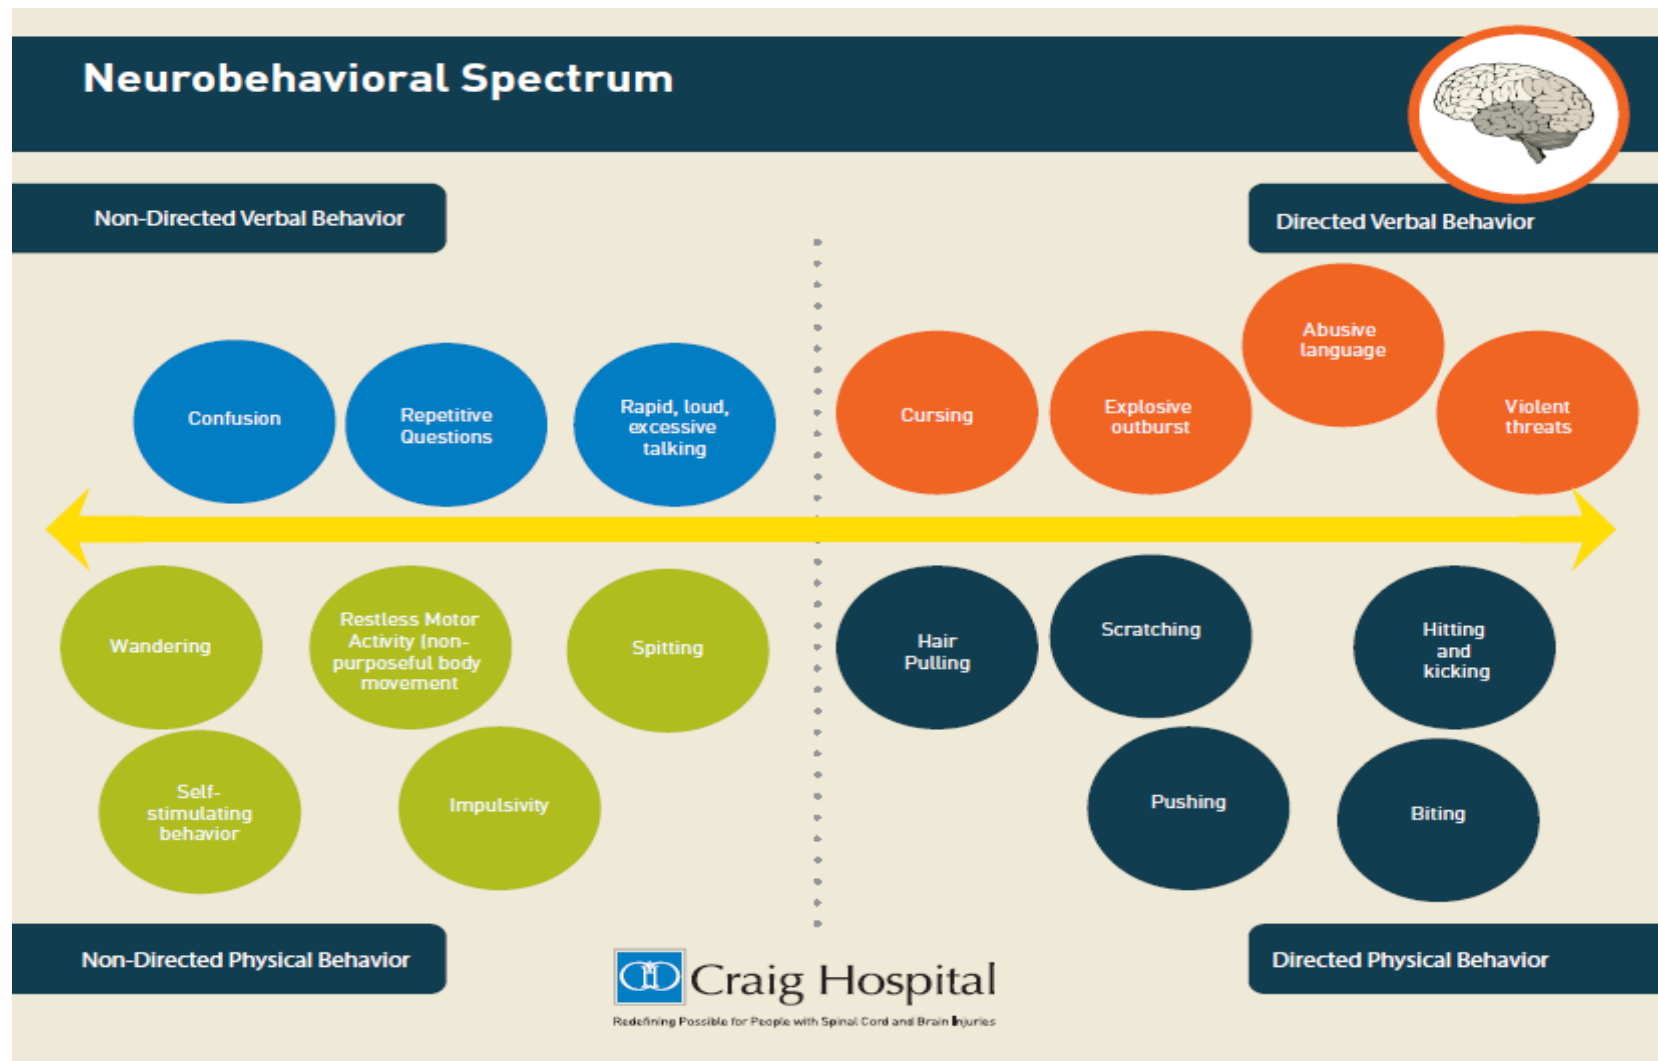 Neurobehavioral Spectrum
Non-Directed Verbal Behavior
Directed Verbal Behavior
Confusion
Repetitive
Questions
Rapid, loud,
excessive
talking
Cursing
Explosive
outburst
Abusive
language
Violent
threats
Wandering
Restless Motor
Activity (non-
purposeful body
movement
Spitting
Self-
stimulating
behavior
Impulsivity
Hair
Pulling
Scratching
Hitting
and
kicking
Pushing
Biting
Non-Directed Physical Behavior
Directed Physical Behavior
Craig Hospital
Redefining Possible for People with Spinal Cord and Brain Injuries